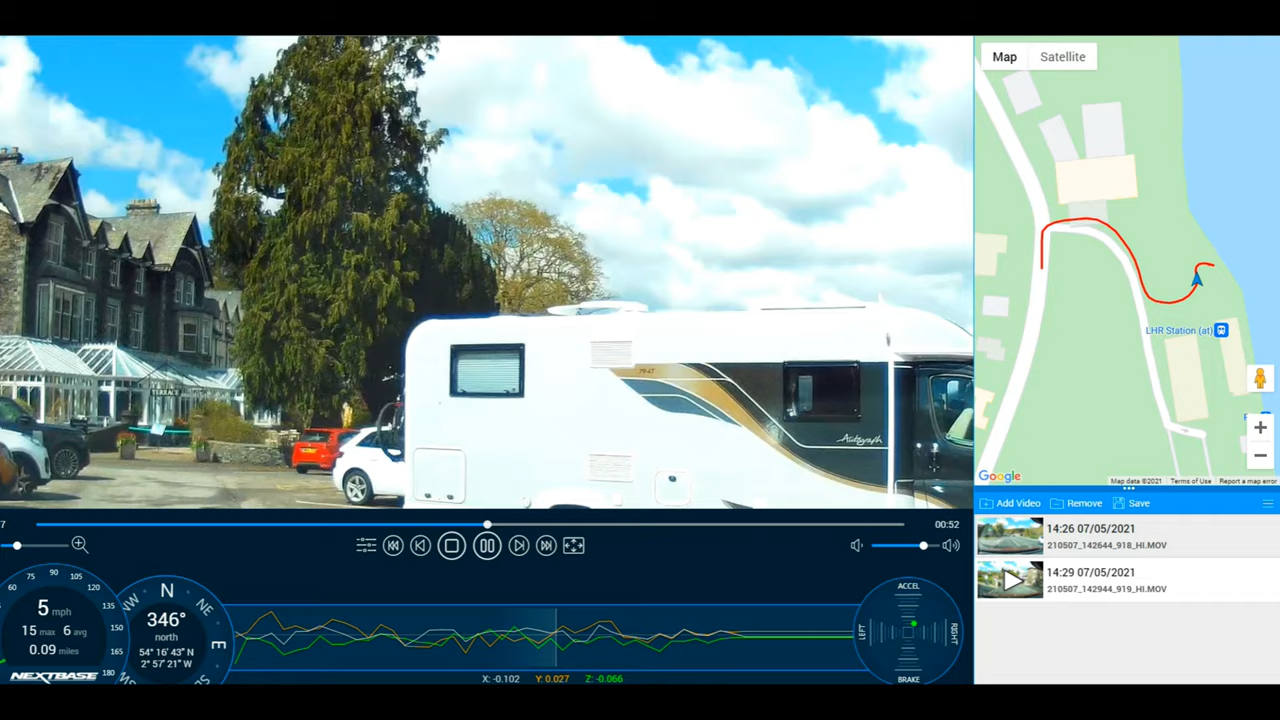 Map Satellite
TERRACE
79-4T
Autograph
LHR Station (at)
Google
Map data ©2021 Terms of Use Report a map error
Add Video Remove Save
14:26 07/05/2021
210507_142644_918_HI.MOV
14:29 07/05/2021
210507_142944_919_HI.MOV
7
00:52
60 75 90 105 120 135 150 165 180
5 mph
15 max 6 avg
0.09 miles
NEXTBASE
NW N NE E
346°
north
54° 16' 43" N
2° 57' 21" W
X: -0.102 Y: 0.027 Z: -0.066
ACCEL
LEFT
RIGHT
BRAKE